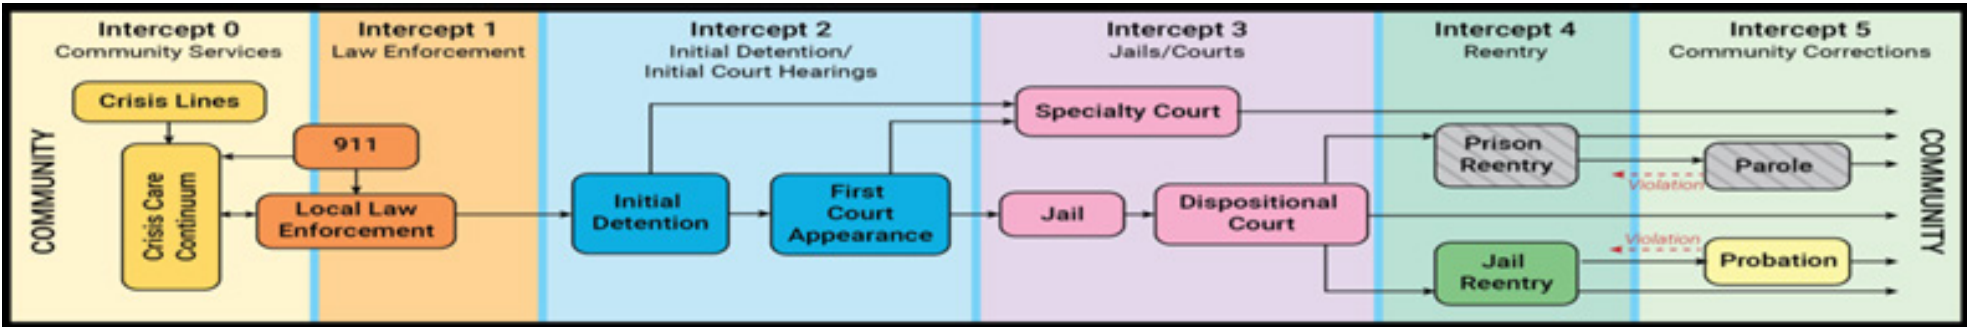 Intercept 0
Community Services
Intercept 1
Law Enforcement
Intercept 2
Initial Detention/
Initial Court Hearings
Intercept 3
Jails/Courts
Intercept 4
Reentry
Intercept 5
Community Corrections
COMMUNITY
Crisis Lines
Crisis Care
Continuum
911
Local Law
Enforcement
Initial
Detention
First
Court
Appearance
Specialty Court
Jail
Dispositional
Court
Prison
Reentry
Violation
Parole
Jail
Reentry
Violation
Probation
COMMUNITY